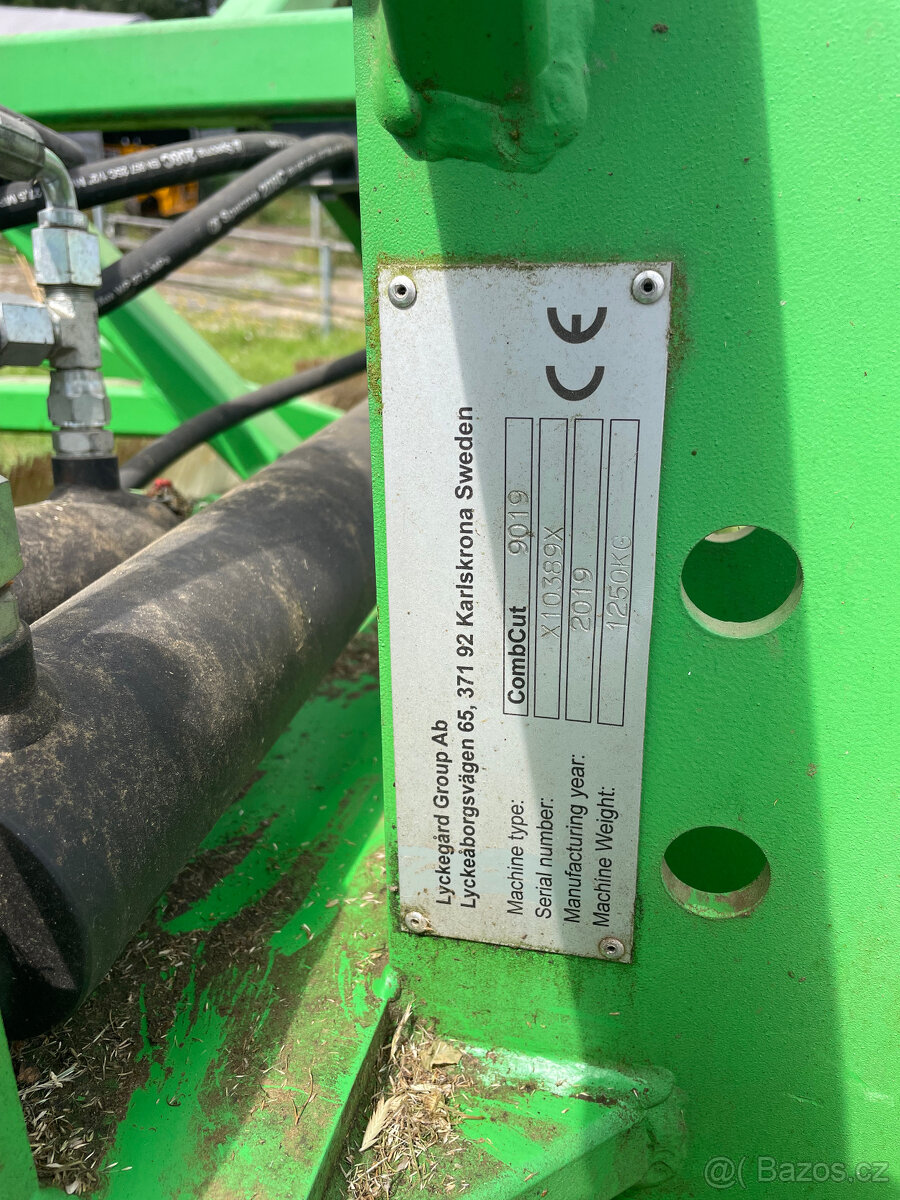 CE
Lyckegård Group Ab
Lyckeåborgsvägen 65, 371 92 Karlskrona Sweden
Machine type: CombCut 9019
Serial number: X10389X
Manufacturing year: 2019
Machine Weight: 1250KG
@( Bazos.cz